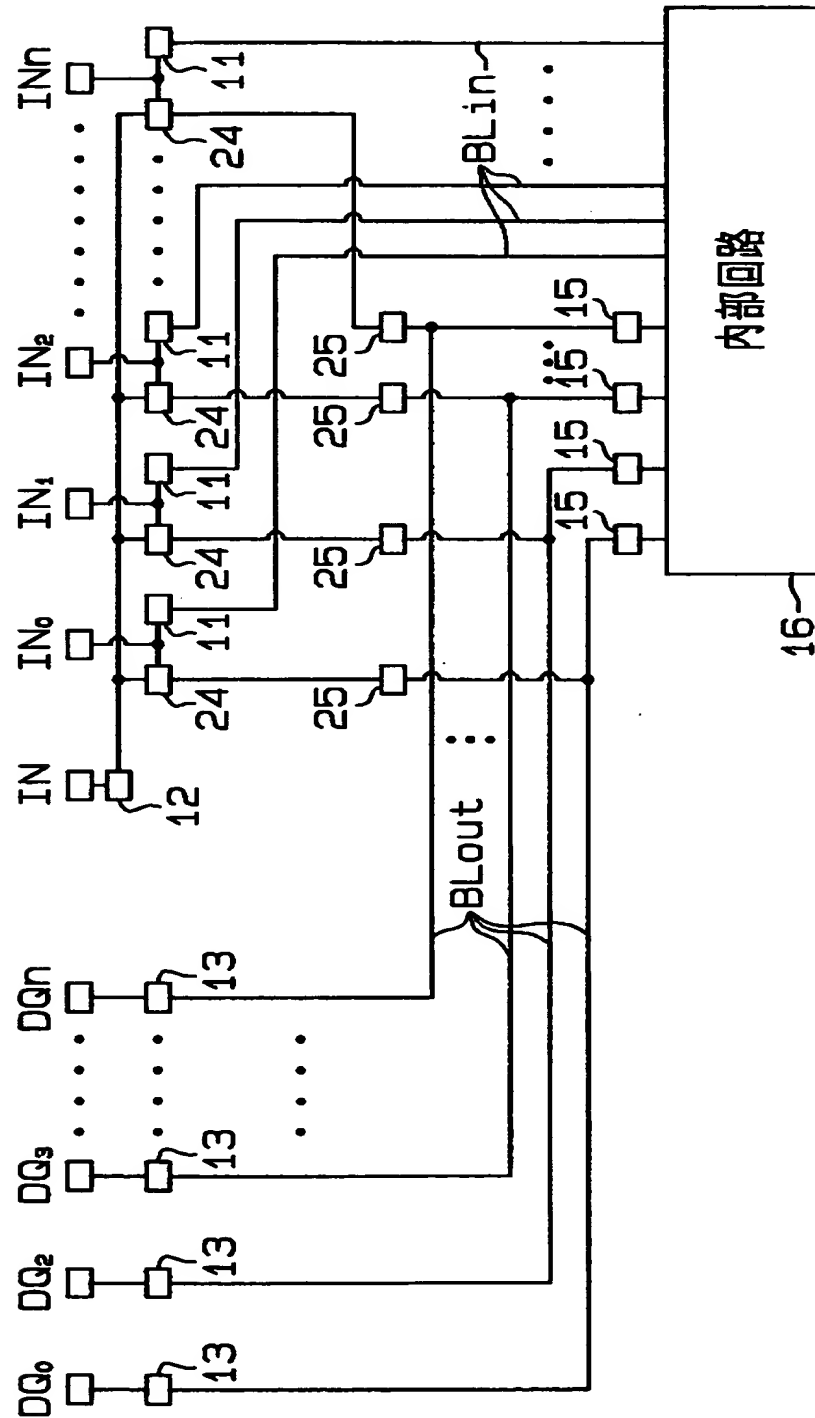 DQ₀ DQ₂ DQ₃ DQn IN IN₀ IN₁ IN₂ INn
12
13 13 13 13 24 11 24 11 24 11 24 11
25 25 25 25
BLout BLin
15 15 15 15
内部回路
16